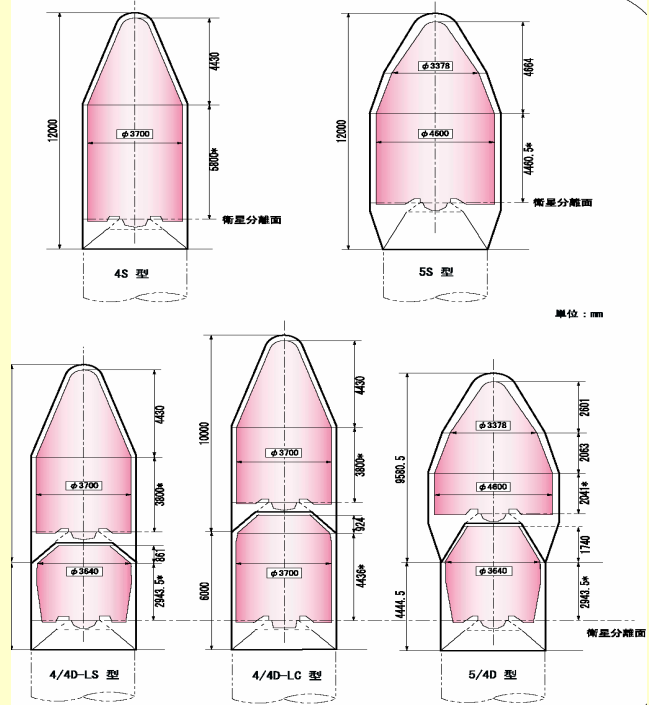 12000
4430
φ3700
5800*
衛星分離面
4S 型
12000
φ3378
4664
φ4600
4460.5*
衛星分離面
5S 型
単位：mm
4430
φ3700
3800*
861
φ3640
2943.5*
4/4D-LS 型
10000
4430
φ3700
3800*
924
6000
φ3700
4436*
4/4D-LC 型
9580.5
2601
φ3378
2063
φ4600
2041*
1740
4444.5
φ3640
2943.5*
衛星分離面
5/4D 型